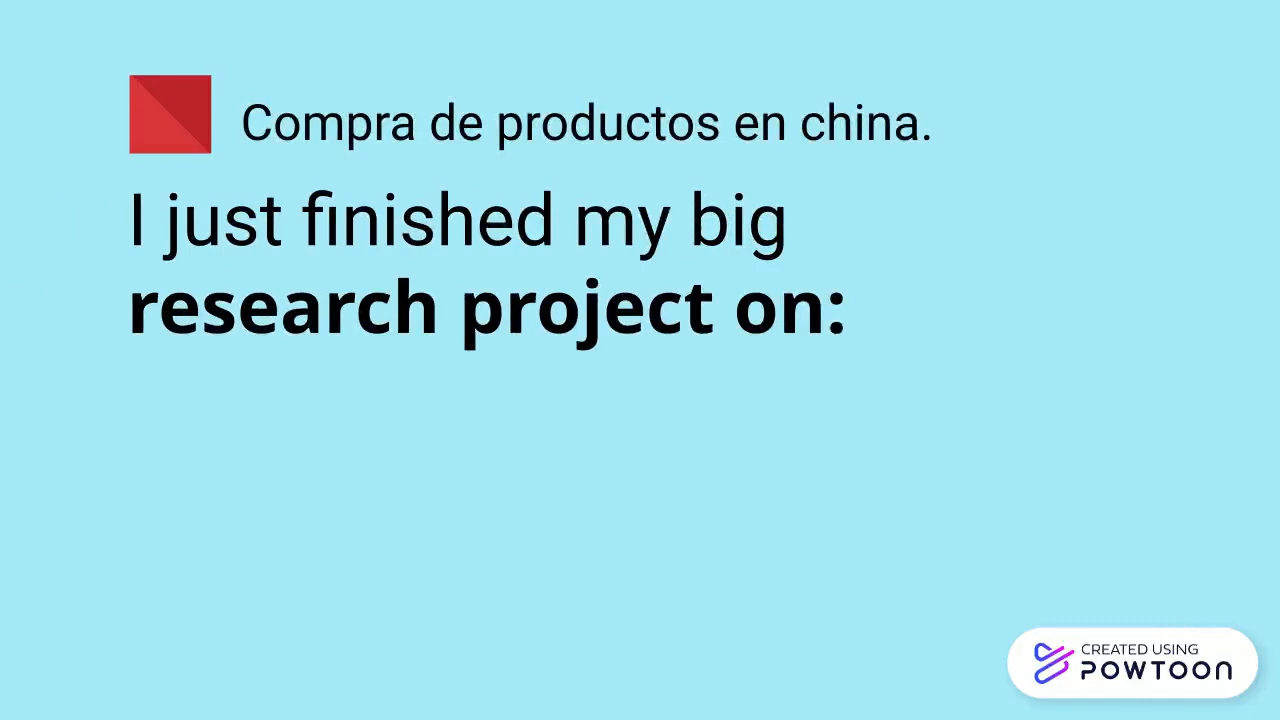 Compra de productos en china.
I just finished my big
research project on:
CREATED USING
POWTOON